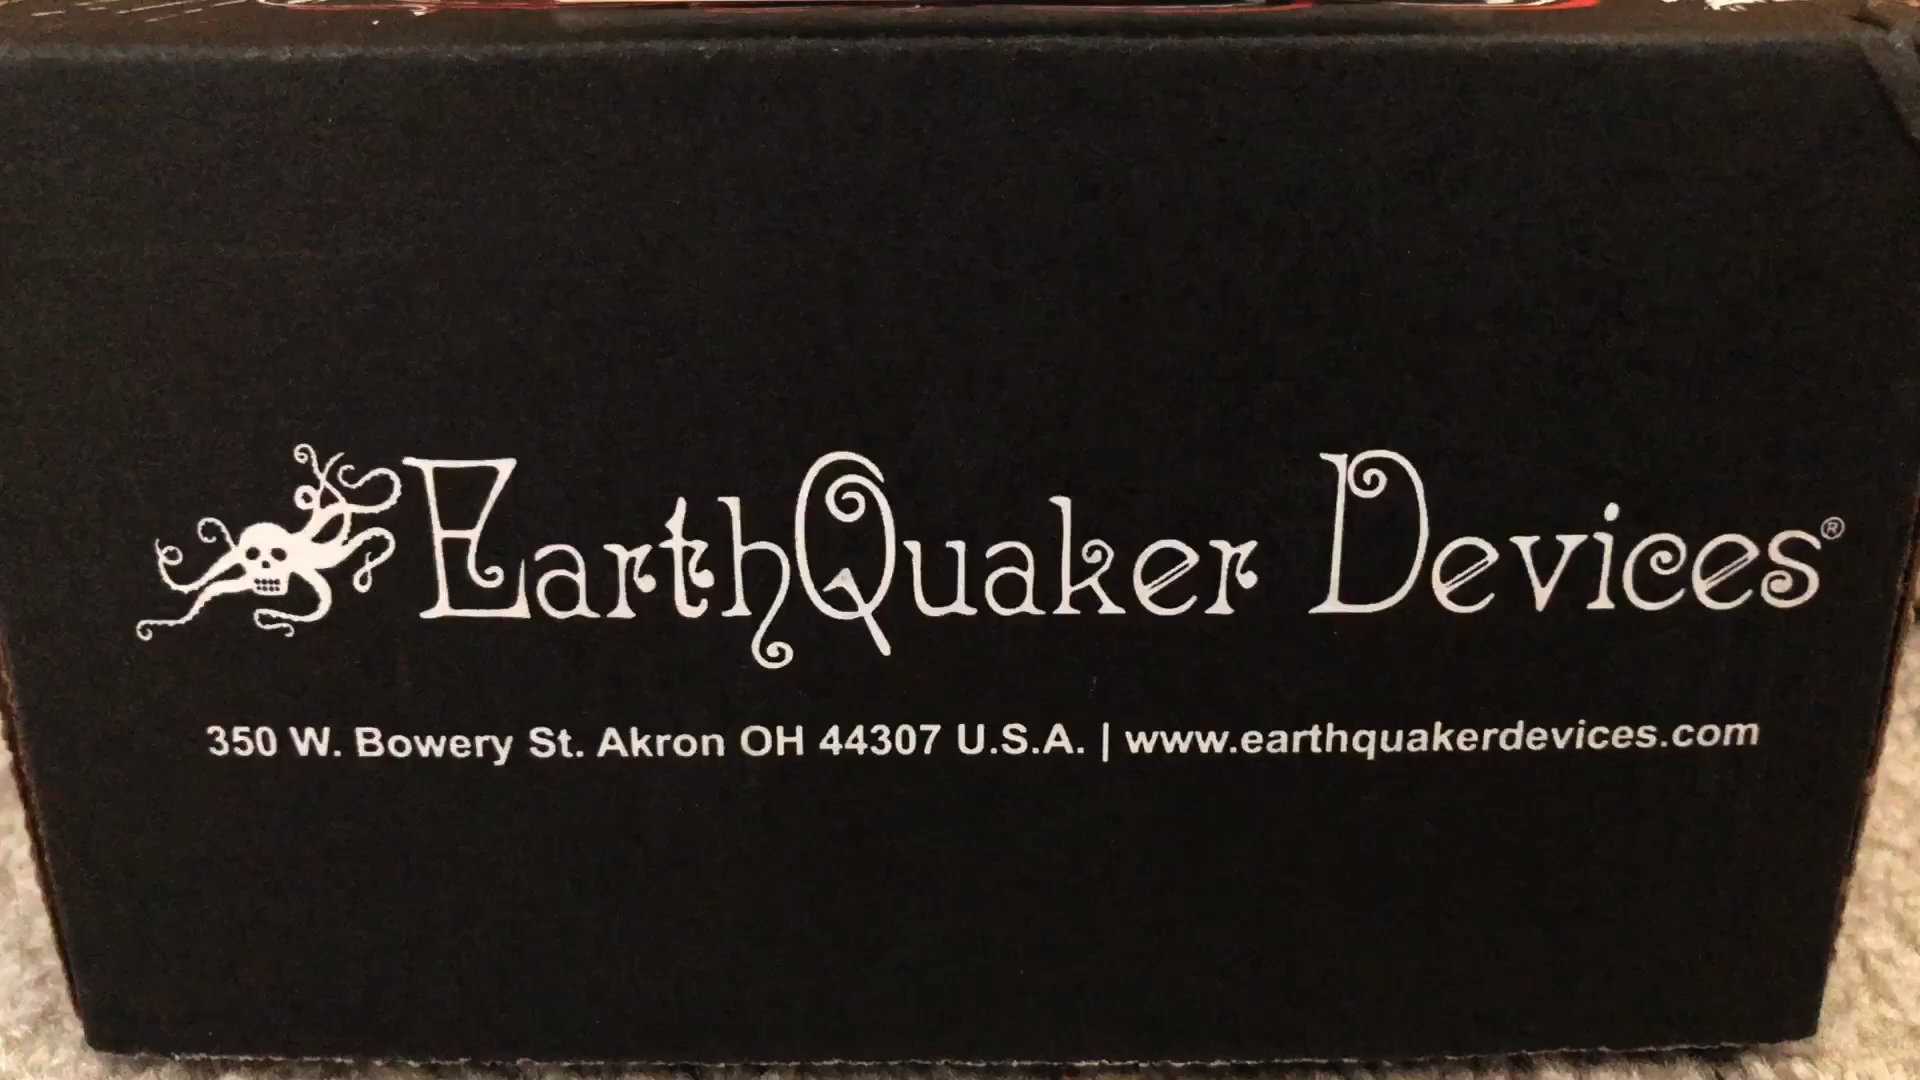 EarthQuaker Devices®
350 W. Bowery St. Akron OH 44307 U.S.A. | www.earthquakerdevices.com